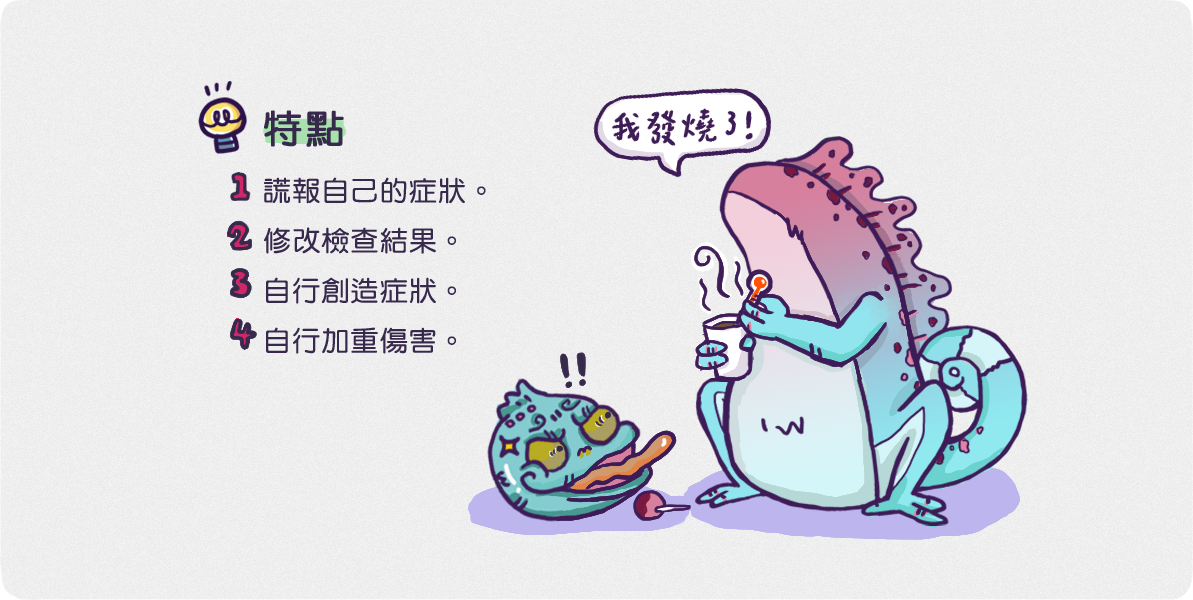 特點
1 謊報自己的症狀。
2 修改檢查結果。
3 自行創造症狀。
4 自行加重傷害。
我發燒了!
!!